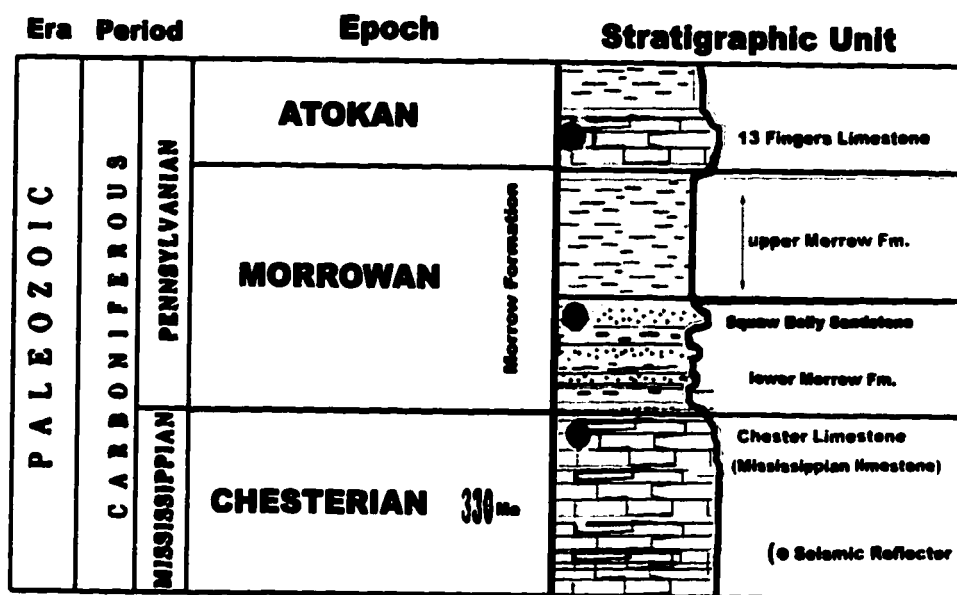 Era Period Epoch Stratigraphic Unit
PALEOZOIC
CARBONIFEROUS
PENNSYLVANIAN
MISSISSIPPIAN
ATOKAN
13 Fingers Limestone
MORROWAN
Morrow Formation
upper Morrow Fm.
Squaw Belly Sandstone
lower Morrow Fm.
CHESTERIAN 330 Ma
Chester Limestone
(Mississippian limestone)
(● Seismic Reflector